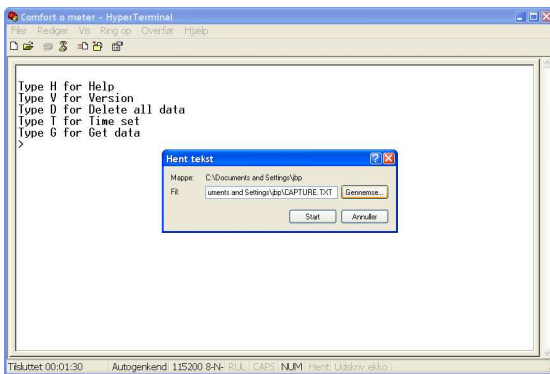 Comfort o meter - HyperTerminal
Filer Rediger Vis Ring op Overfør Hjælp
Type H for Help
Type V for Version
Type D for Delete all data
Type T for Time set
Type G for Get data
>
Hent tekst
Mappe: C:\Documents and Settings\jbp
Fil: uments and Settings\jbp\CAPTURE.TXT Gennemse...
Start Annuller
Tilsluttet 00:01:30 Autogenkend 115200 8-N- RUL CAPS NUM Hent: Udskriv ekko